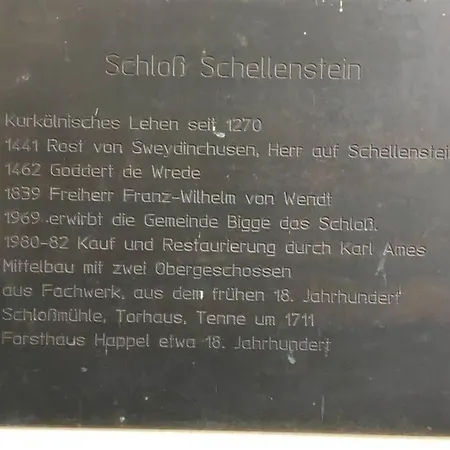 Schloß Schellenstein
Kurkölnisches Lehen seit 1270
1441 Rost von Sweydinchusen, Herr auf Schellenstei
1462 Goddert de Wrede
1839 Freiherr Franz-Wilhelm von Wendt
1969 erwirbt die Gemeinde Bigge das Schloß.
1980-82 Kauf und Restaurierung durch Karl Ames
Mittelbau mit zwei Obergeschossen
aus Fachwerk, aus dem frühen 18. Jahrhundert
Schloßmühle, Torhaus, Tenne um 1711
Forsthaus Happel etwa 18. Jahrhundert